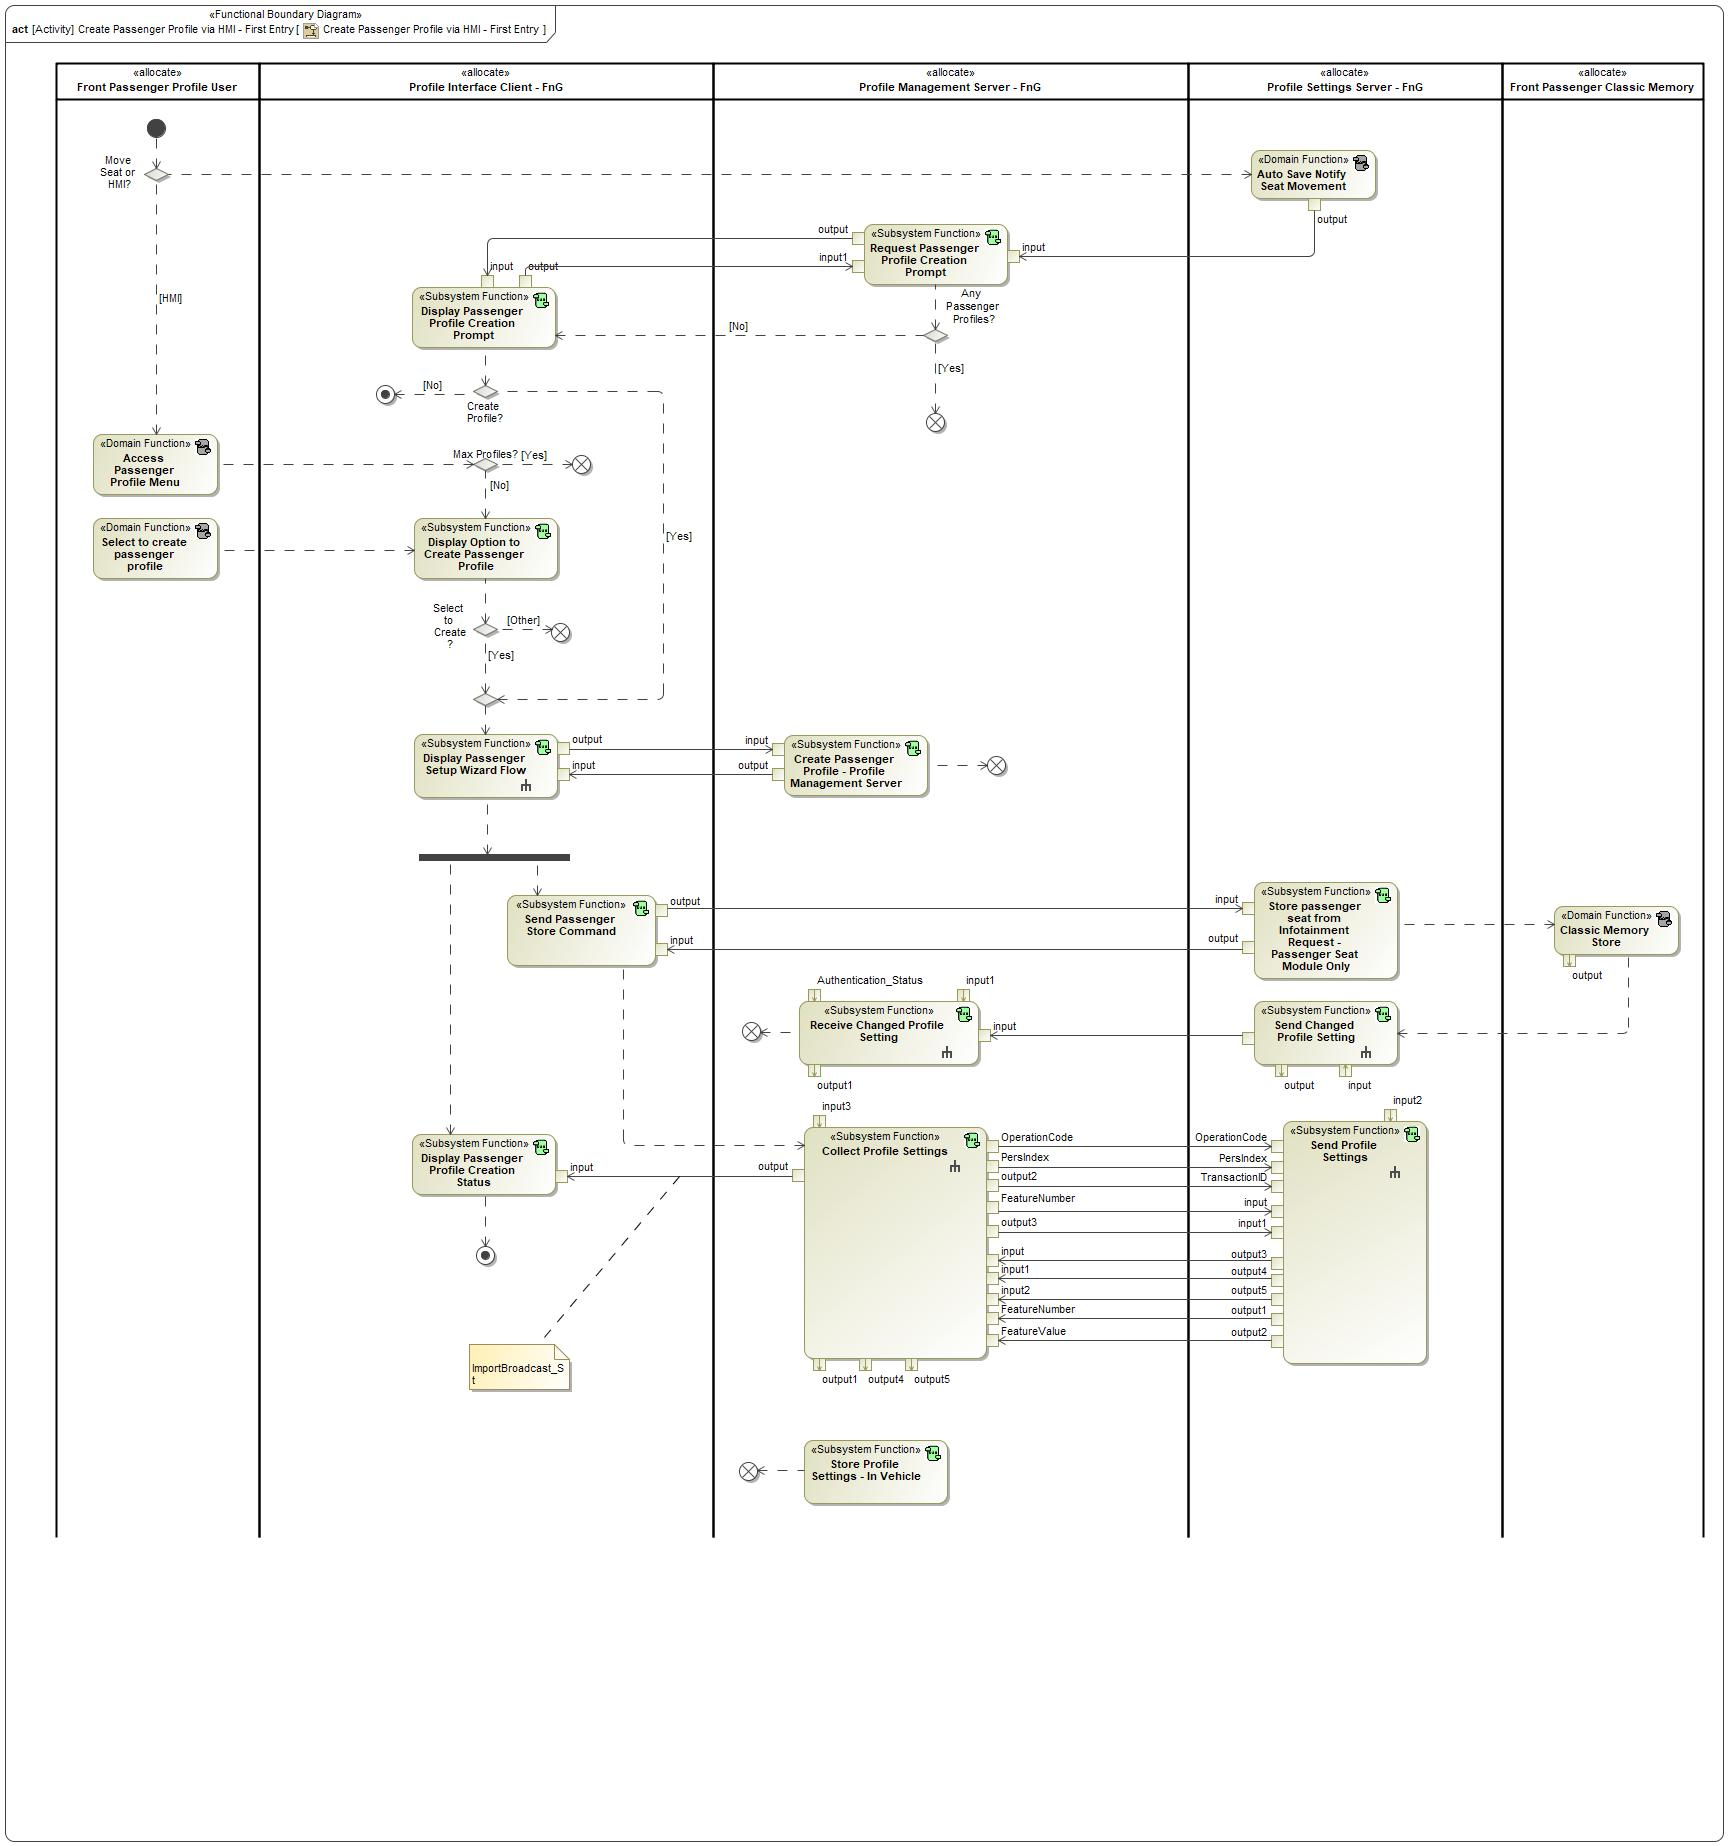 «Functional Boundary Diagram»
act [Activity] Create Passenger Profile via HMI - First Entry [ Create Passenger Profile via HMI - First Entry ]
«allocate»
Front Passenger Profile User
«allocate»
Profile Interface Client - FnG
«allocate»
Profile Management Server - FnG
«allocate»
Profile Settings Server - FnG
«allocate»
Front Passenger Classic Memory
Move
Seat or
HMI?
«Domain Function»
Auto Save Notify
Seat Movement
output
output
input1
«Subsystem Function»
Request Passenger
Profile Creation
Prompt
input
input
output
[HMI]
«Subsystem Function»
Display Passenger
Profile Creation
Prompt
Any
Passenger
Profiles?
[No]
[Yes]
[No]
Create
Profile?
«Domain Function»
Access
Passenger
Profile Menu
Max Profiles?
[Yes]
[No]
«Domain Function»
Select to create
passenger
profile
«Subsystem Function»
Display Option to
Create Passenger
Profile
[Yes]
Select
to
Create
?
[Other]
[Yes]
«Subsystem Function»
Display Passenger
Setup Wizard Flow
output
input
input
output
«Subsystem Function»
Create Passenger
Profile - Profile
Management Server
«Subsystem Function»
Send Passenger
Store Command
output
input
input
output
«Subsystem Function»
Store passenger
seat from
Infotainment
Request -
Passenger Seat
Module Only
«Domain Function»
Classic Memory
Store
output
Authentication_Status
input1
«Subsystem Function»
Receive Changed Profile
Setting
input
output1
«Subsystem Function»
Send Changed
Profile Setting
output
input
input3
input2
«Subsystem Function»
Display Passenger
Profile Creation
Status
input
output
«Subsystem Function»
Collect Profile Settings
OperationCode
PersIndex
output2
FeatureNumber
output3
input
input1
input2
FeatureNumber
FeatureValue
OperationCode
PersIndex
TransactionID
input
input1
output3
output4
output5
output1
output2
«Subsystem Function»
Send Profile
Settings
output1
output4
output5
ImportBroadcast_S
t
«Subsystem Function»
Store Profile
Settings - In Vehicle